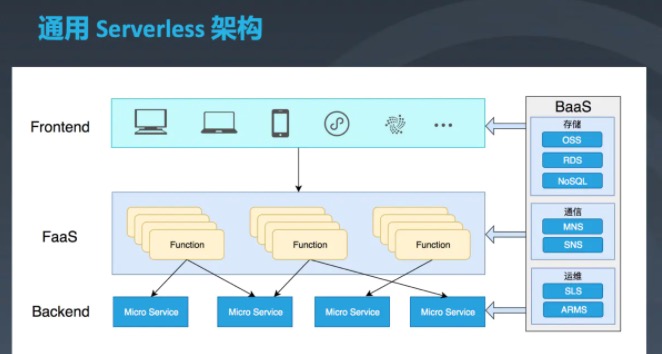 通用 Serverless 架构
Frontend
BaaS
存储
OSS
RDS
NoSQL
FaaS
Function
Function
Function
通信
MNS
SNS
Backend
Micro Service
Micro Service
Micro Service
Micro Service
运维
SLS
ARMS